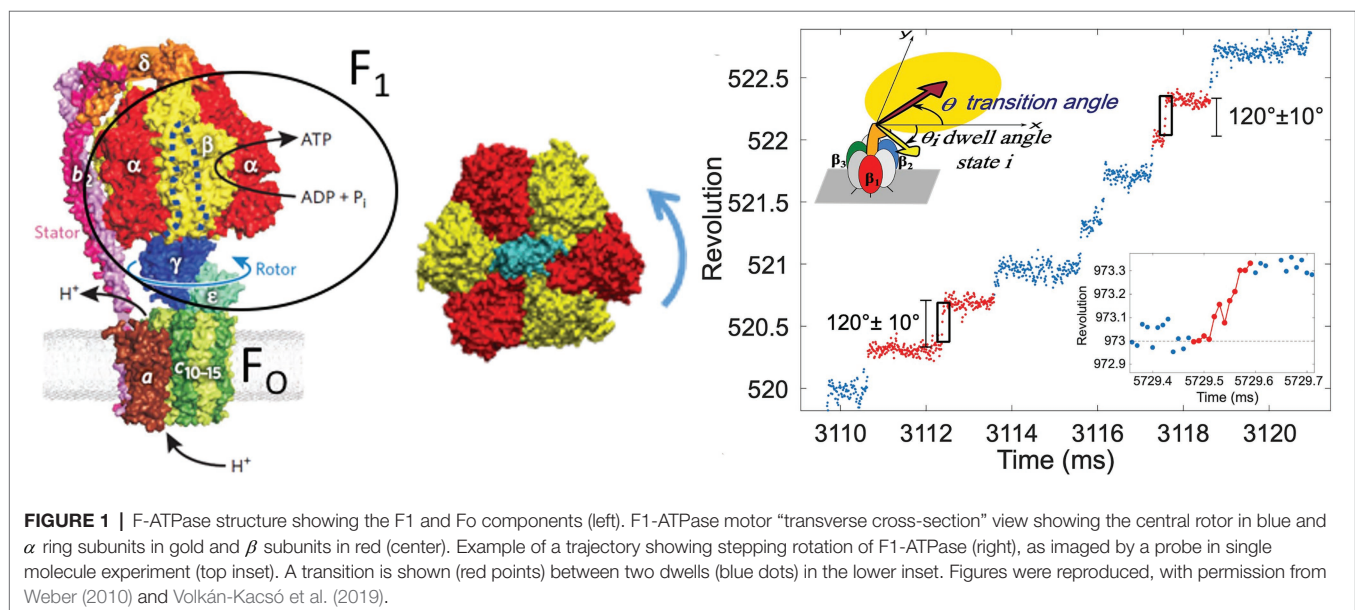 δ
F1
α
β
α
ATP
ADP + Pi
b2
Stator
γ
Rotor
ε
H+
a
c10–15
FO
H+
Revolution
522.5
522
521.5
521
520.5
520
3110
3112
3114
3116
3118
3120
Time (ms)
y
x
θ transition angle
θi dwell angle
state i
β3
β2
β1
120°±10°
120°± 10°
Revolution
973.3
973.2
973.1
973
972.9
5729.4
5729.5
5729.6
5729.7
Time (ms)
FIGURE 1 | F-ATPase structure showing the F1 and Fo components (left). F1-ATPase motor “transverse cross-section” view showing the central rotor in blue and
α ring subunits in gold and β subunits in red (center). Example of a trajectory showing stepping rotation of F1-ATPase (right), as imaged by a probe in single
molecule experiment (top inset). A transition is shown (red points) between two dwells (blue dots) in the lower inset. Figures were reproduced, with permission from
Weber (2010) and Volkán-Kacsó et al. (2019).